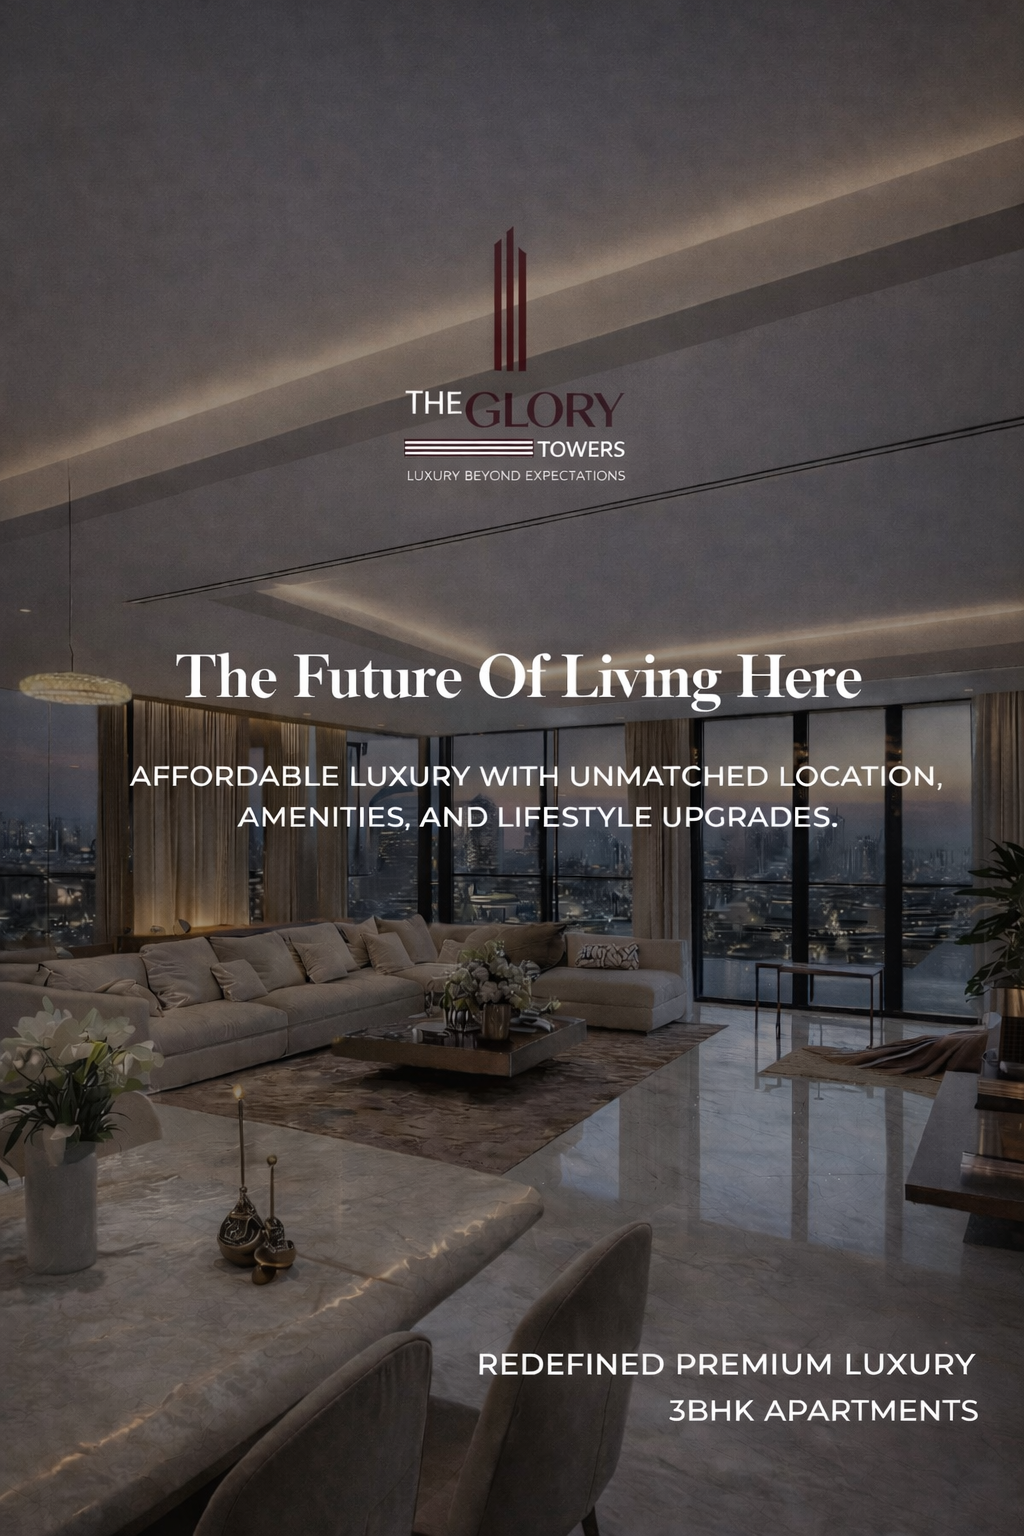 THE GLORY
TOWERS
LUXURY BEYOND EXPECTATIONS
The Future Of Living Here
AFFORDABLE LUXURY WITH UNMATCHED LOCATION,
AMENITIES, AND LIFESTYLE UPGRADES.
REDEFINED PREMIUM LUXURY
3BHK APARTMENTS